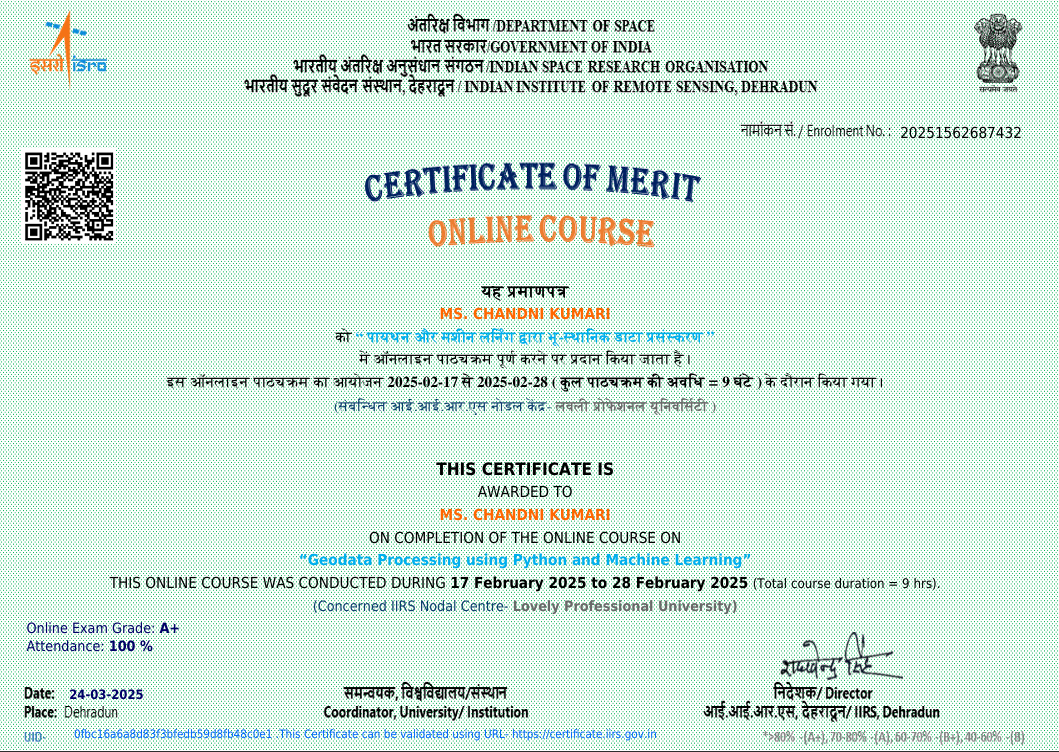 इसरो isro
अंतरिक्ष विभाग /DEPARTMENT OF SPACE
भारत सरकार/GOVERNMENT OF INDIA
भारतीय अंतरिक्ष अनुसंधान संगठन /INDIAN SPACE RESEARCH ORGANISATION
भारतीय सुदूर संवेदन संस्थान, देहरादून / INDIAN INSTITUTE OF REMOTE SENSING, DEHRADUN
सत्यमेव जयते
नामांकन सं. / Enrolment No. : 20251562687432
CERTIFICATE OF MERIT
ONLINE COURSE
यह प्रमाणपत्र
MS. CHANDNI KUMARI
को “ पायथन और मशीन लर्निंग द्वारा भू-स्थानिक डाटा प्रसंस्करण ”
में ऑनलाइन पाठ्यक्रम पूर्ण करने पर प्रदान किया जाता है ।
इस ऑनलाइन पाठ्यक्रम का आयोजन 2025-02-17 से 2025-02-28 ( कुल पाठ्यक्रम की अवधि = 9 घंटे ) के दौरान किया गया ।
(संबन्धित आई.आई.आर.एस नोडल केंद्र- लवली प्रोफेशनल यूनिवर्सिटी )
THIS CERTIFICATE IS
AWARDED TO
MS. CHANDNI KUMARI
ON COMPLETION OF THE ONLINE COURSE ON
“Geodata Processing using Python and Machine Learning”
THIS ONLINE COURSE WAS CONDUCTED DURING 17 February 2025 to 28 February 2025 (Total course duration = 9 hrs).
(Concerned IIRS Nodal Centre- Lovely Professional University)
Online Exam Grade: A+
Attendance: 100 %
राघवेन्द्र सिंह
Date: 24-03-2025
समन्वयक, विश्वविद्यालय/संस्थान
निदेशक/ Director
Place: Dehradun
Coordinator, University/ Institution
आई.आई.आर.एस, देहरादून/ IIRS, Dehradun
UID- 0fbc16a6a8d83f3bfedb59d8fb48c0e1 .This Certificate can be validated using URL- https://certificate.iirs.gov.in
*>80% -{A+}, 70-80% -{A}, 60-70% -{B+}, 40-60% -{B}